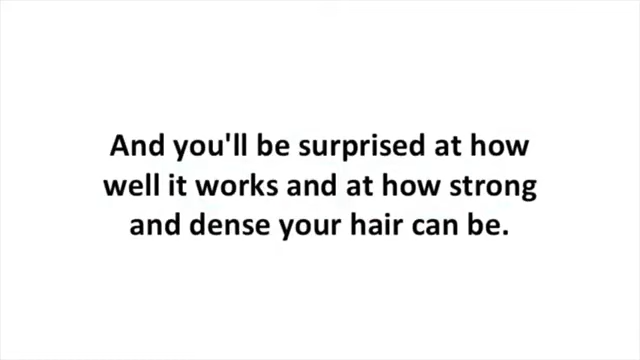 And you'll be surprised at how
well it works and at how strong
and dense your hair can be.